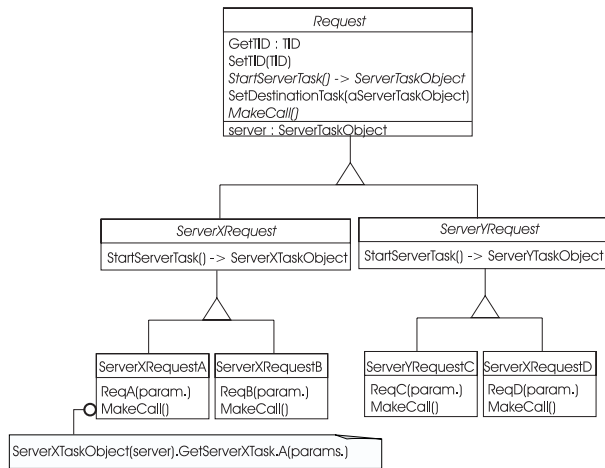 Request
GetTID : TID
SetTID(TID)
StartServerTask() -> ServerTaskObject
SetDestinationTask(aServerTaskObject)
MakeCall()
server : ServerTaskObject
ServerXRequest
StartServerTask() -> ServerXTaskObject
ServerYRequest
StartServerTask() -> ServerYTaskObject
ServerXRequestA
ReqA(param.)
MakeCall()
ServerXRequestB
ReqB(param.)
MakeCall()
ServerYRequestC
ReqC(param.)
MakeCall()
ServerXRequestD
ReqD(param.)
MakeCall()
ServerXTaskObject(server).GetServerXTask.A(params.)